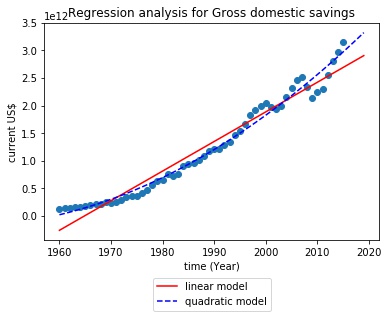 1e12
Regression analysis for Gross domestic savings
3.5
3.0
2.5
2.0
1.5
1.0
0.5
0.0
current US$
1960 1970 1980 1990 2000 2010 2020
time (Year)
linear model
quadratic model